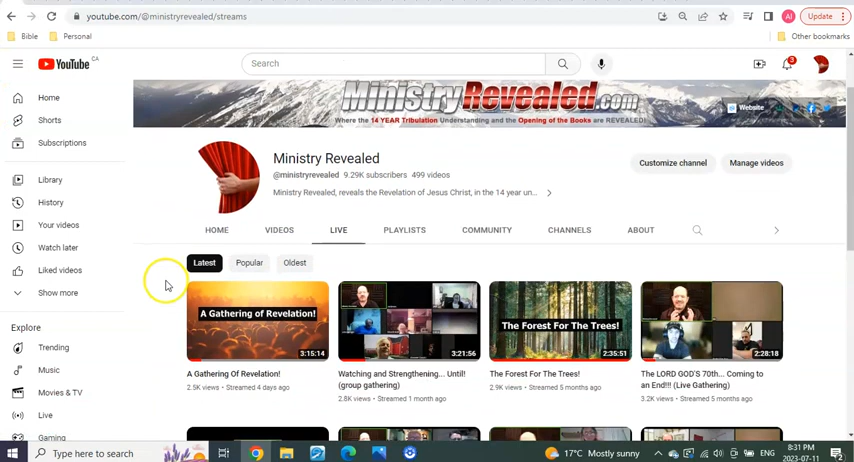 youtube.com/@ministryrevealed/streams
AI
Update
Bible
Personal
Other bookmarks
YouTube
CA
Search
3
Home
Shorts
Subscriptions
Library
History
Your videos
Watch later
Liked videos
Show more
Explore
Trending
Music
Movies & TV
Live
Gaming
MinistryRevealed.com
Where the 14 YEAR Tribulation Understanding and the Opening of the Books are REVEALED!
Website
Ministry Revealed
@ministryrevealed 9.29K subscribers 499 videos
Ministry Revealed, reveals the Revelation of Jesus Christ, in the 14 year un...
Customize channel
Manage videos
HOME VIDEOS LIVE PLAYLISTS COMMUNITY CHANNELS ABOUT
Latest Popular Oldest
A Gathering of Revelation!
3:15:14
A Gathering Of Revelation!
2.5K views • Streamed 4 days ago
3:21:56
Watching and Strengthening... Until!
(group gathering)
2.8K views • Streamed 1 month ago
The Forest For The Trees!
2:35:51
The Forest For The Trees!
2.9K views • Streamed 5 months ago
2:28:18
The LORD GOD'S 70th... Coming to
an End!!! (Live Gathering)
3.2K views • Streamed 5 months ago
Type here to search
17°C Mostly sunny
ENG
8:31 PM
2023-07-11
2